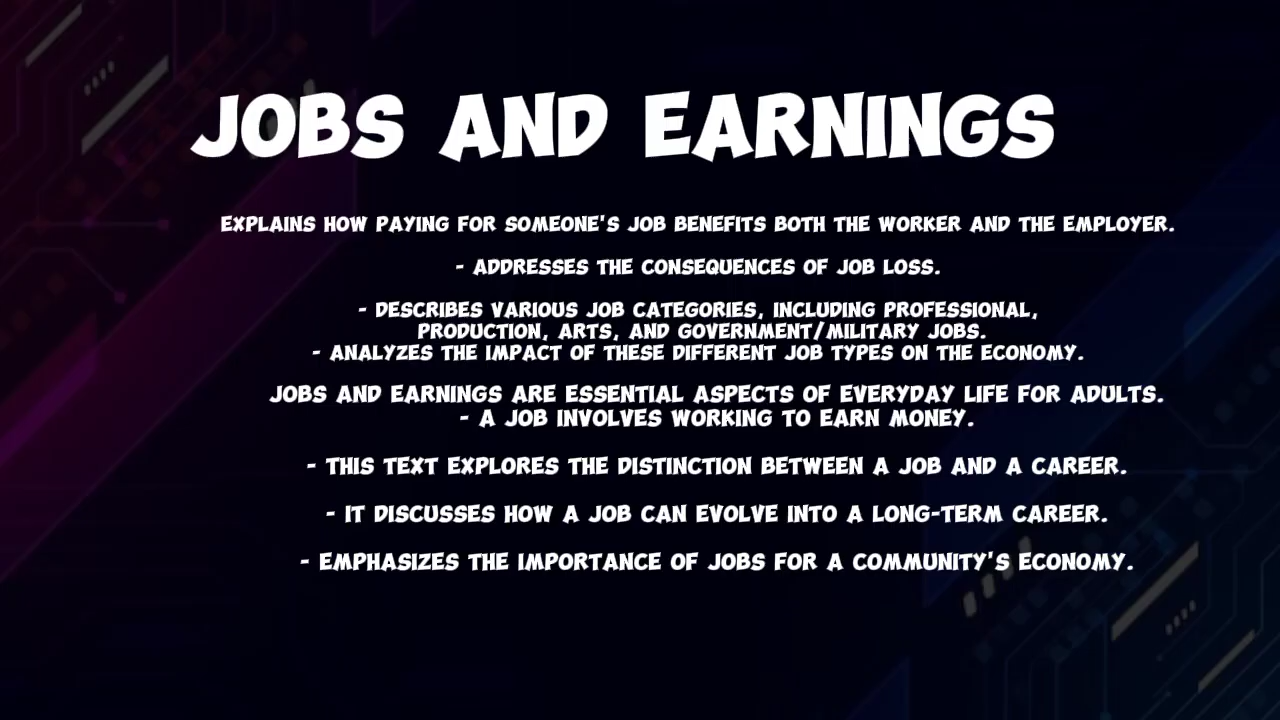 JOBS AND EARNINGS
EXPLAINS HOW PAYING FOR SOMEONE'S JOB BENEFITS BOTH THE WORKER AND THE EMPLOYER.
- ADDRESSES THE CONSEQUENCES OF JOB LOSS.
- DESCRIBES VARIOUS JOB CATEGORIES, INCLUDING PROFESSIONAL,
PRODUCTION, ARTS, AND GOVERNMENT/MILITARY JOBS.
- ANALYZES THE IMPACT OF THESE DIFFERENT JOB TYPES ON THE ECONOMY.
JOBS AND EARNINGS ARE ESSENTIAL ASPECTS OF EVERYDAY LIFE FOR ADULTS.
- A JOB INVOLVES WORKING TO EARN MONEY.
- THIS TEXT EXPLORES THE DISTINCTION BETWEEN A JOB AND A CAREER.
- IT DISCUSSES HOW A JOB CAN EVOLVE INTO A LONG-TERM CAREER.
- EMPHASIZES THE IMPORTANCE OF JOBS FOR A COMMUNITY'S ECONOMY.